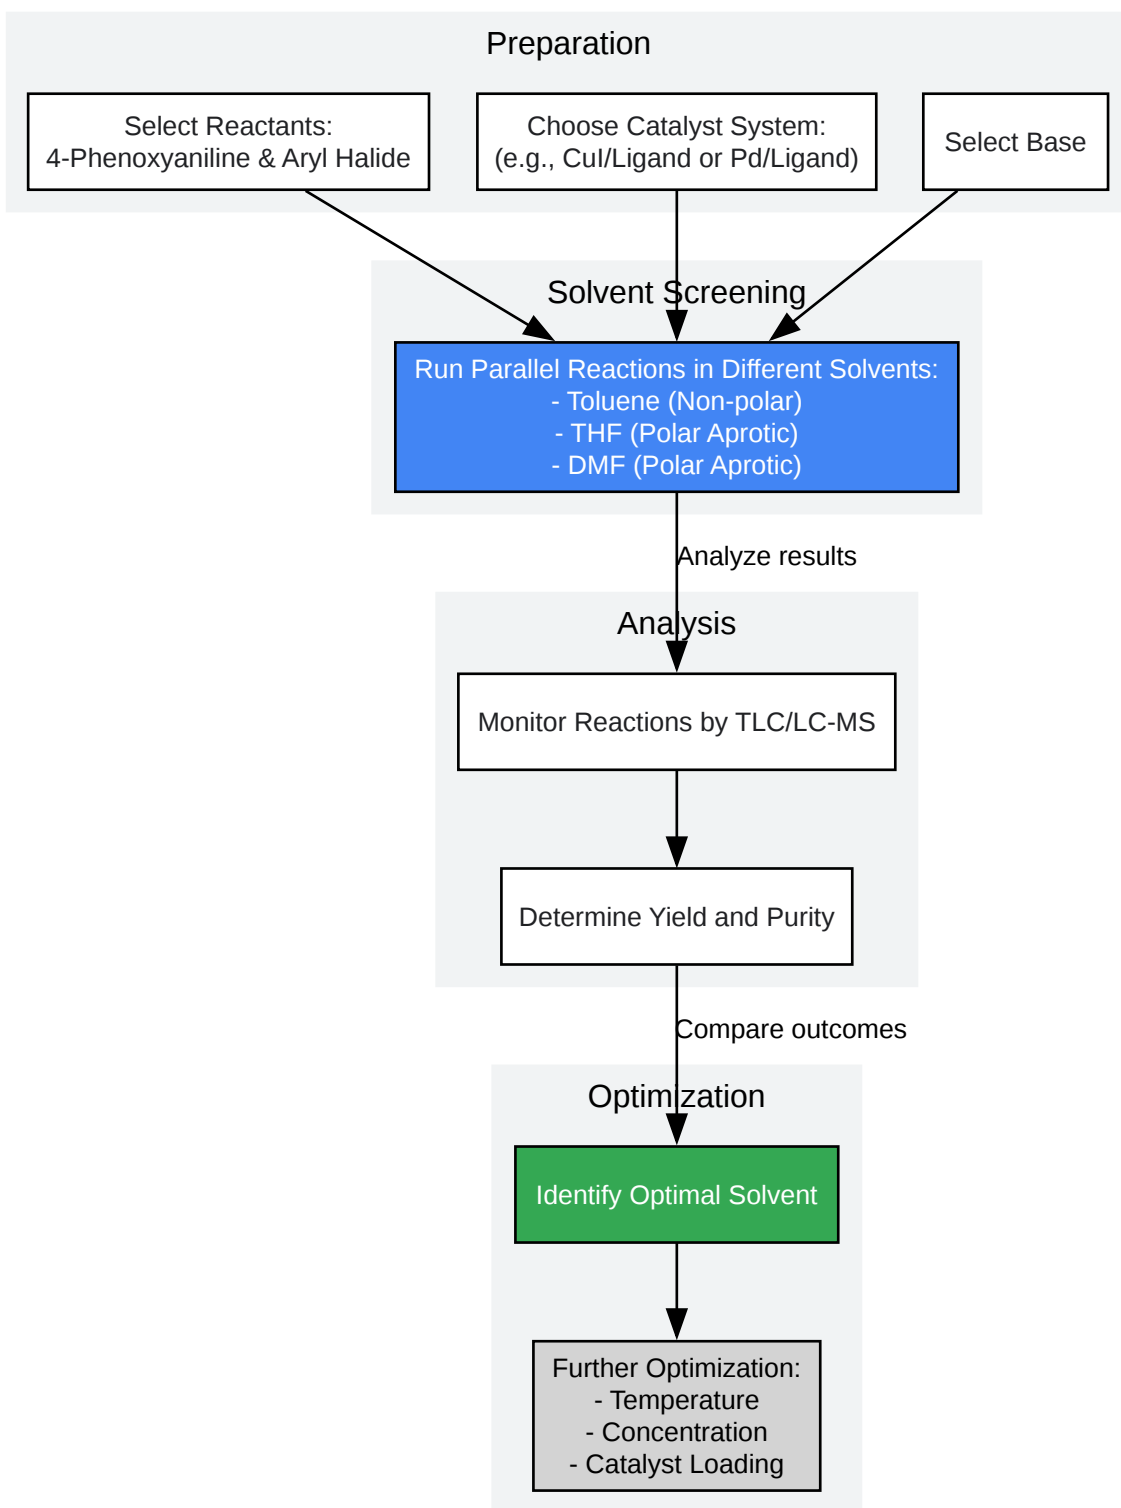 Preparation
Select Reactants:
4-Phenoxyaniline & Aryl Halide
Choose Catalyst System:
(e.g., CuI/Ligand or Pd/Ligand)
Select Base
Solvent Screening
Run Parallel Reactions in Different Solvents:
- Toluene (Non-polar)
- THF (Polar Aprotic)
- DMF (Polar Aprotic)
Analyze results
Analysis
Monitor Reactions by TLC/LC-MS
Determine Yield and Purity
Compare outcomes
Optimization
Identify Optimal Solvent
Further Optimization:
- Temperature
- Concentration
- Catalyst Loading